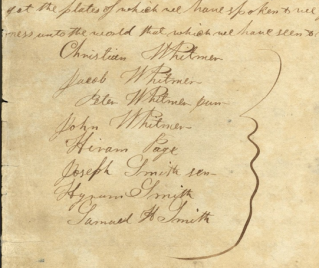 got the plates of which we have spoken & we
ness unto the world that which we have seen &
Christian Whitmer
Jacob Whitmer
Peter Whitmer jun
John Whitmer
Hiram Page
Joseph Smith sen
Hyrum Smith
Samuel H Smith